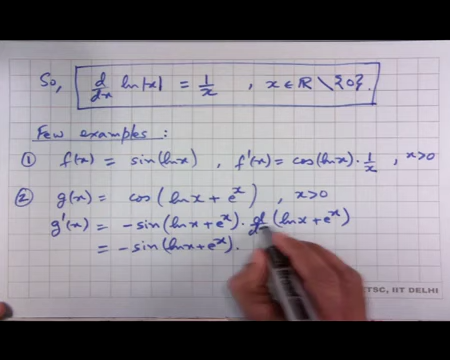 So, d/dx ln|x| = 1/x , x ∈ ℝ \ {0}.
Few examples :
① f(x) = sin(ln x) , f'(x) = cos(ln x) · 1/x , x>0
② g(x) = cos(ln x + e^x) , x>0
g'(x) = -sin(ln x + e^x) · d/dx (ln x + e^x)
= -sin(ln x + e^x) ·
TSC, IIT DELHI